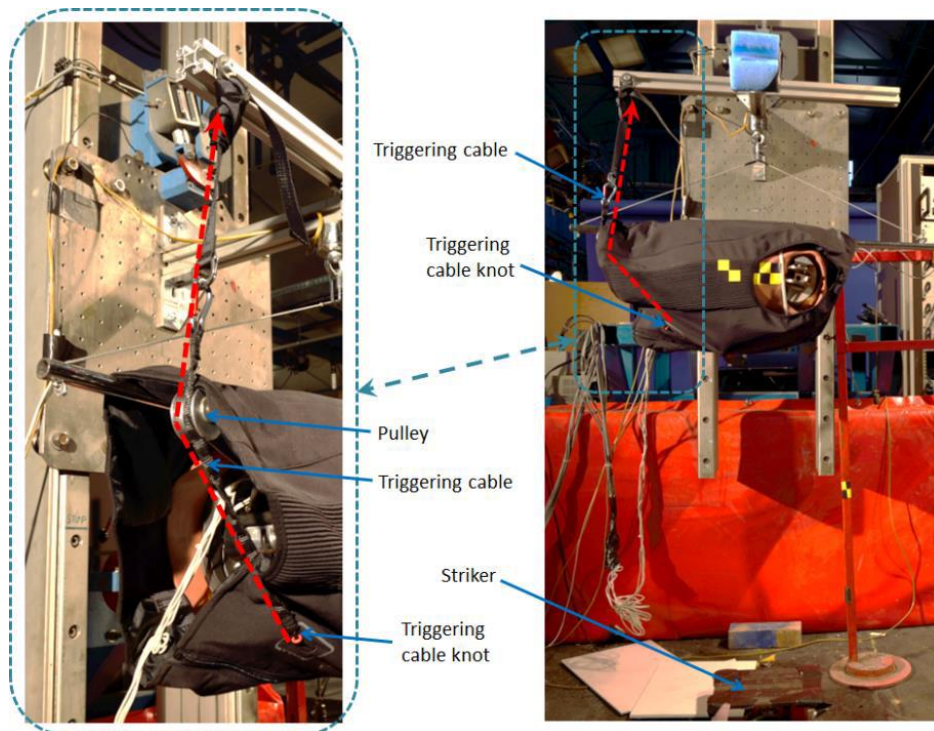 Triggering cable
Triggering
cable knot
Pulley
Triggering cable
Striker
Triggering
cable knot